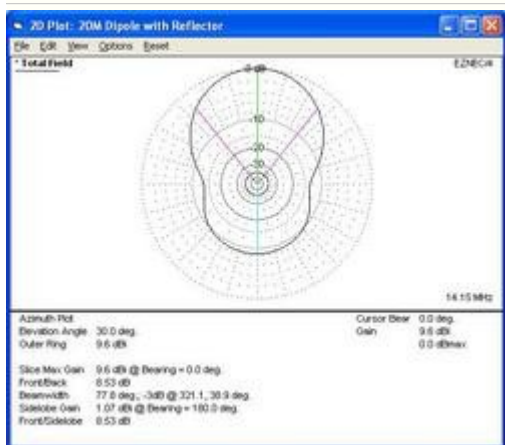 2D Plot: 20M Dipole with Reflector
File Edit View Options Reset
* Total Field
EZNEC/4
0 dB
-10
-20
-30
14.15 MHz
Azimuth Plot
Elevation Angle 30.0 deg.
Outer Ring 9.6 dBi
Cursor Bear 0.0 deg.
Gain 9.6 dBi
0.0 dBmax
Slice Max Gain 9.6 dBi @ Bearing = 0.0 deg.
Front/Back 8.53 dB
Beamwidth 77.8 deg., -3dB @ 321.1, 38.9 deg.
Sidelobe Gain 1.07 dBi @ Bearing = 180.0 deg.
Front/Sidelobe 8.53 dB